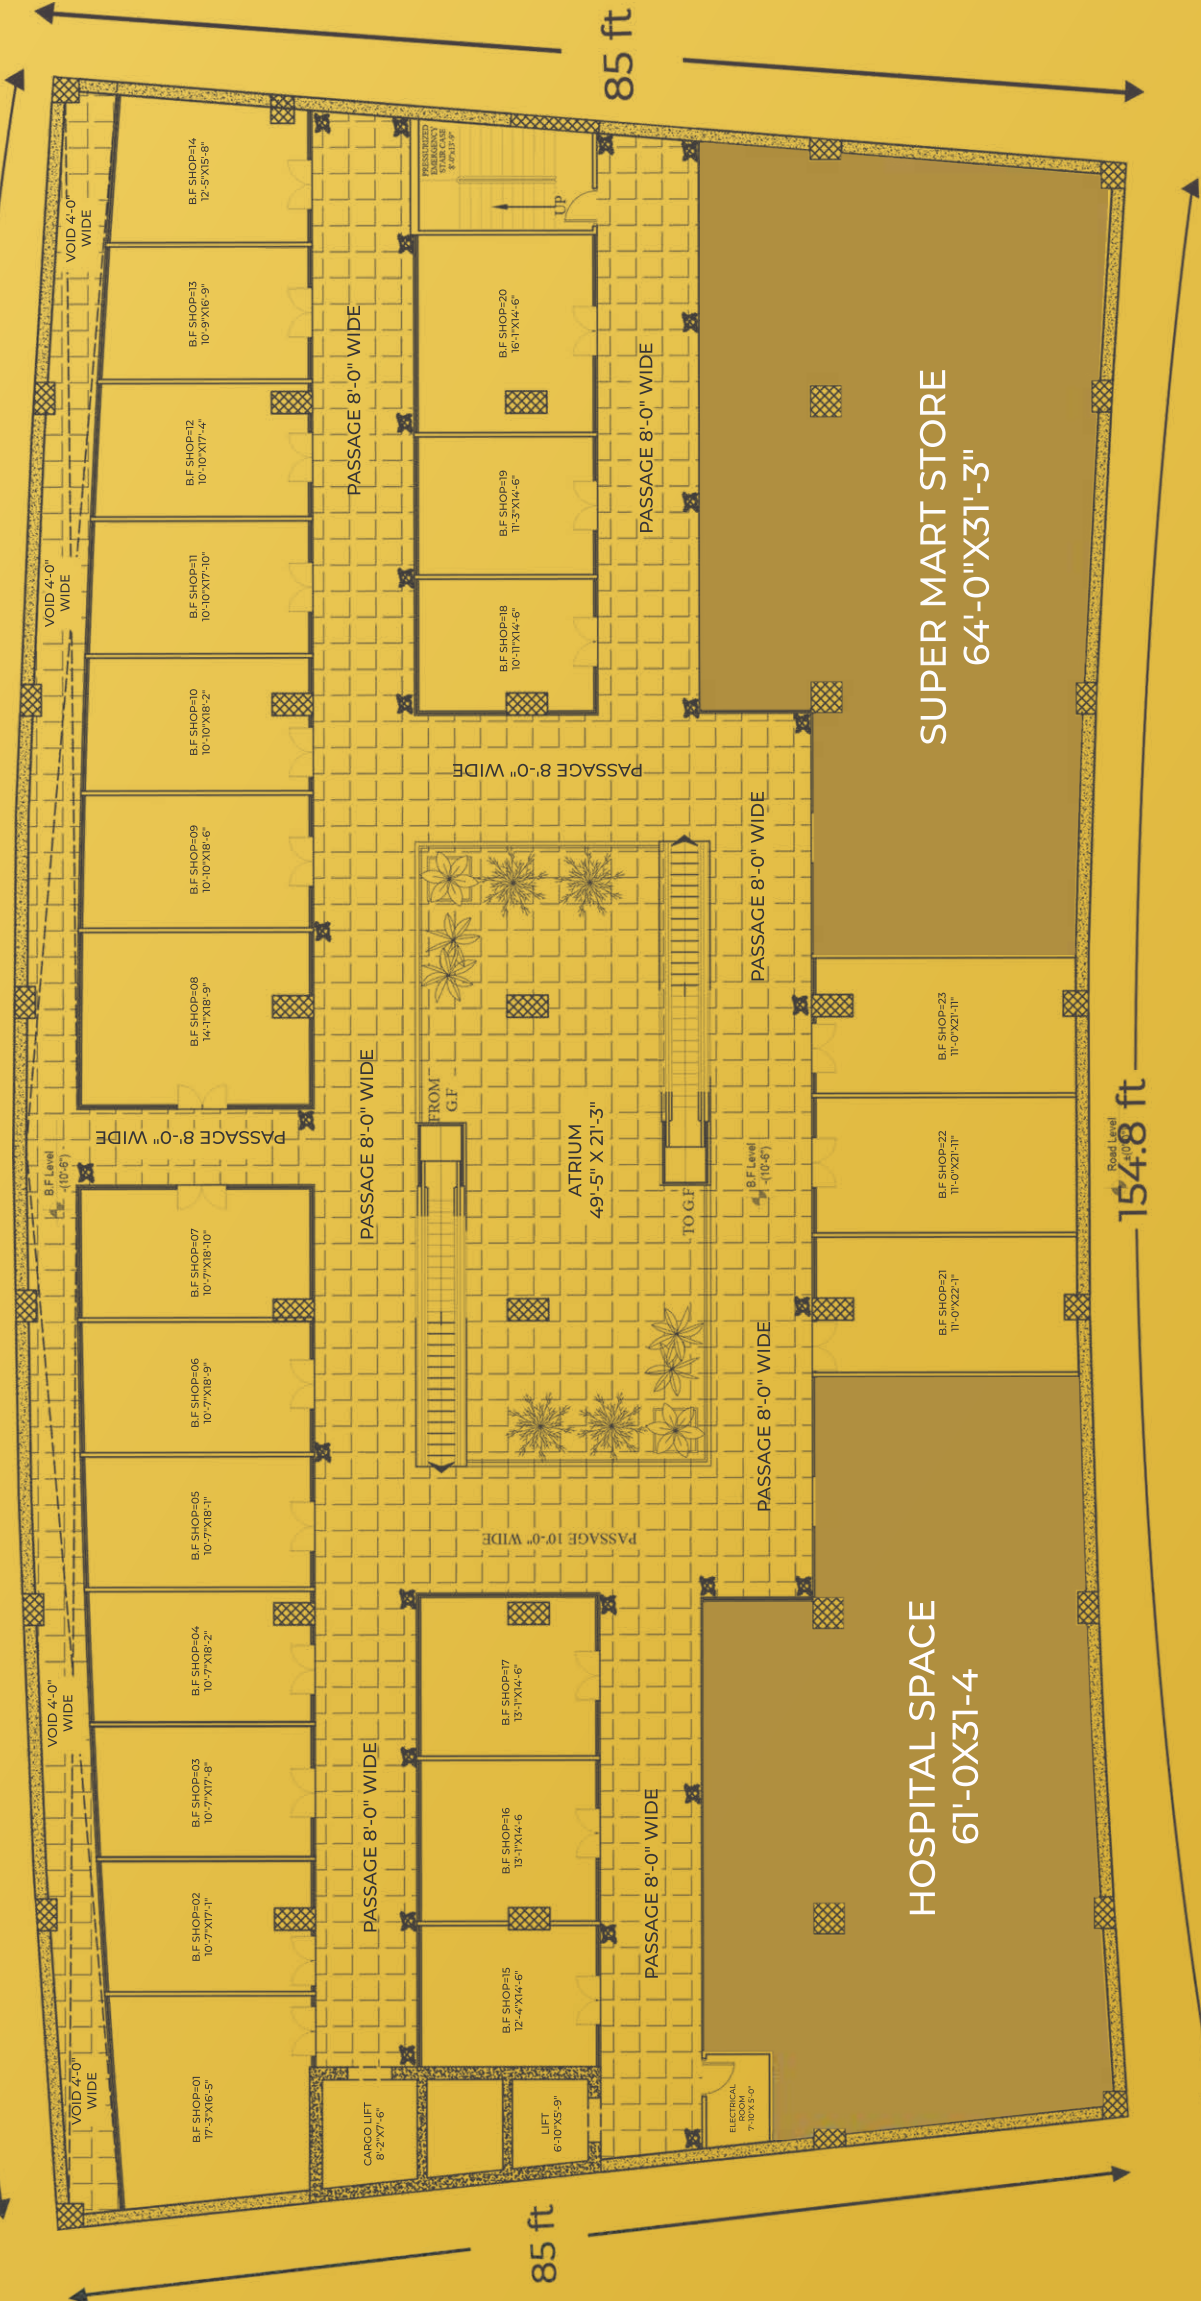 85 ft
VOID 4'-0"
WIDE
B.F SHOP=14
12'-5"X15'-8"
B.F SHOP=13
10'-9"X16'-9"
B.F SHOP=12
10'-10"X17'-4"
VOID 4'-0"
WIDE
B.F SHOP=11
10'-10"X17'-10"
B.F SHOP=10
10'-10"X18'-2"
B.F SHOP=09
10'-10"X18'-6"
B.F SHOP=08
14'-1"X18'-9"
PASSAGE 8'-0" WIDE
B.F Level
-(10'-6")
B.F SHOP=07
10'-7"X18'-10"
B.F SHOP=06
10'-7"X18'-9"
B.F SHOP=05
10'-7"X18'-1"
B.F SHOP=04
10'-7"X18'-2"
VOID 4'-0"
WIDE
B.F SHOP=03
10'-7"X17'-8"
B.F SHOP=02
10'-7"X17'-1"
VOID 4'-0"
WIDE
B.F SHOP=01
17'-3"X16'-5"
PASSAGE 8'-0" WIDE
PASSAGE 8'-0" WIDE
PASSAGE 8'-0" WIDE
PRESSURIZED
EMERGENCY
STAIR CASE
UP
B.F SHOP=20
16'-1"X14'-6"
B.F SHOP=19
11'-3"X14'-6"
B.F SHOP=18
10'-11"X14'-6"
PASSAGE 8'-0" WIDE
FROM
G.F
ATRIUM
49'-5" X 21'-3"
TO G.F
PASSAGE 10'-0" WIDE
B.F SHOP=17
13'-1"X14'-6"
B.F SHOP=16
13'-1"X14'-6
B.F SHOP=15
12'-4"X14'-6"
CARGO LIFT
8'-2"X7'-6"
LIFT
6'-10"X5'-9"
PASSAGE 8'-0" WIDE
PASSAGE 8'-0" WIDE
B.F Level
-(10'-6")
PASSAGE 8'-0" WIDE
PASSAGE 8'-0" WIDE
ELECTRICAL
ROOM
7'-10"X 5'-0"
SUPER MART STORE
64'-0"X31'-3"
B.F SHOP=23
11'-0"X21'-11"
B.F SHOP=22
11'-0"X21'-11"
B.F SHOP=21
11'-0"X22'-1"
HOSPITAL SPACE
61'-0X31-4
Road Level
154.8 ft
85 ft